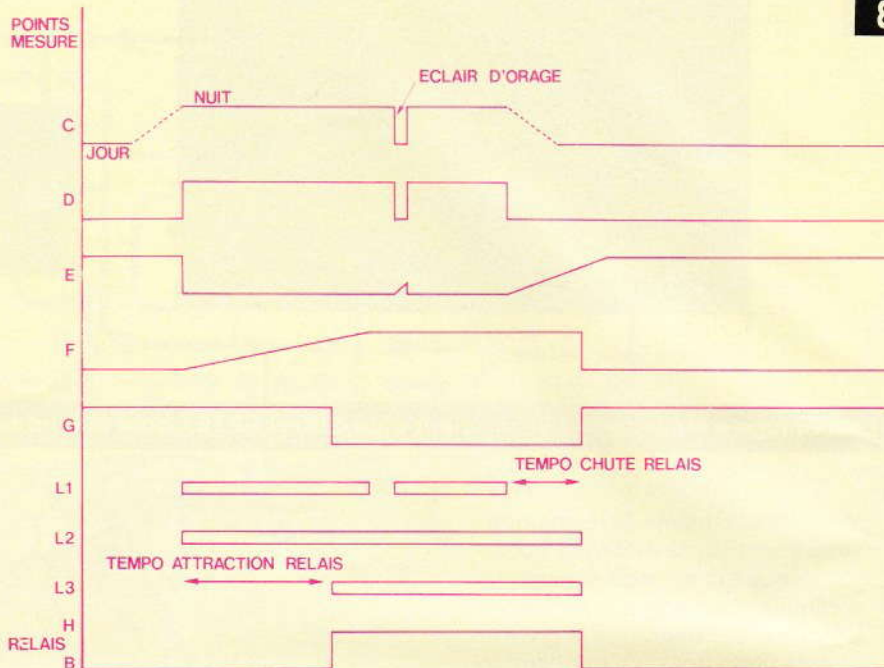 POINTS
MESURE
8
ECLAIR D'ORAGE
NUIT
C
JOUR
D
E
F
G
TEMPO CHUTE RELAIS
L1
L2
TEMPO ATTRACTION RELAIS
L3
H
RELAIS
B